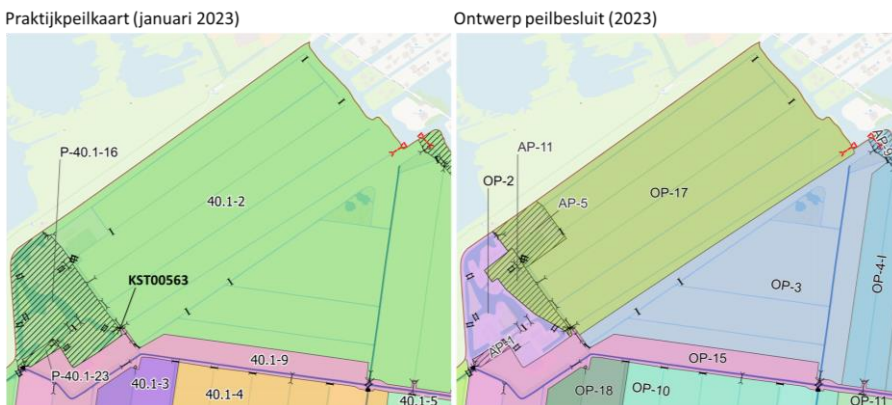 Praktijkpeilkaart (januari 2023)
P-40.1-16
40.1-2
KST00563
40.1-9
P-40.1-23
40.1-3
40.1-4
40.1-5
Ontwerp peilbesluit (2023)
AP-11
OP-2
AP-5
OP-17
AP-9
OP-4-I
OP-3
AP-1
OP-15
OP-18
OP-10
OP-11